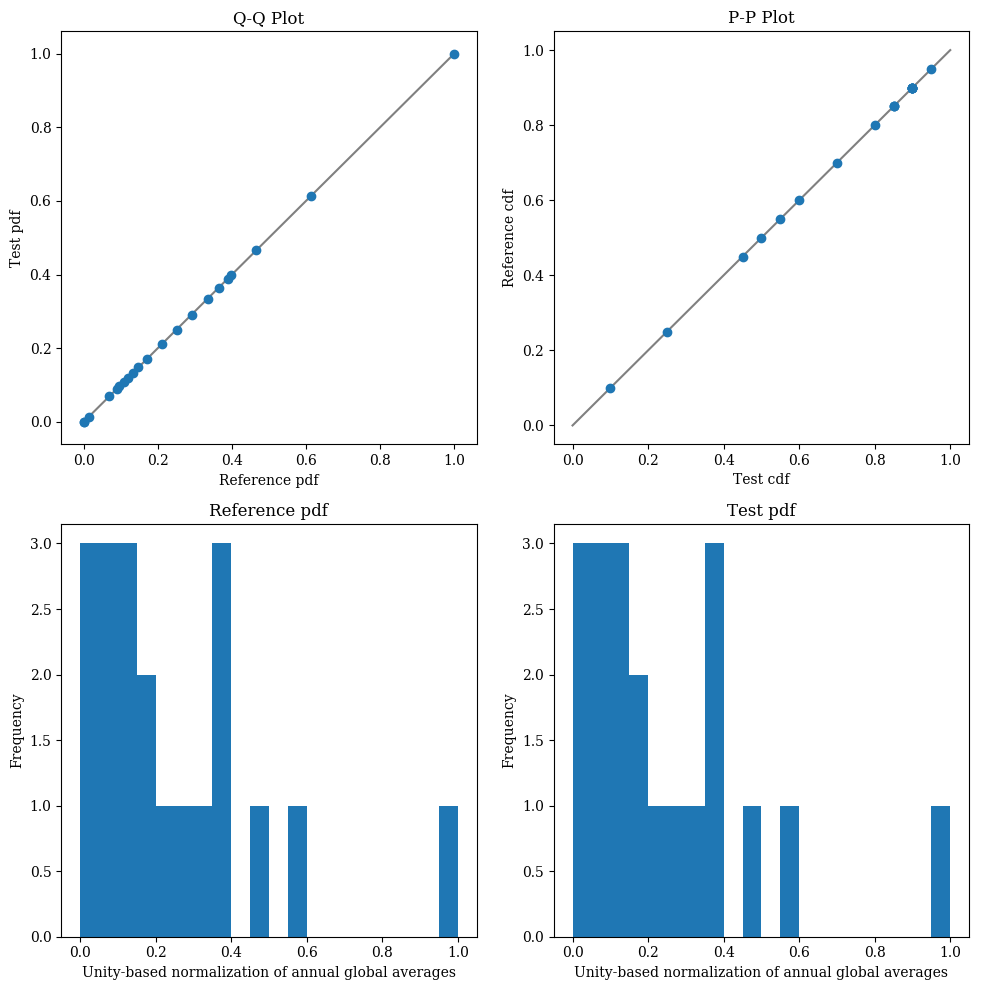 Q-Q Plot
1.0
0.8
0.6
0.4
0.2
0.0
Test pdf
0.0 0.2 0.4 0.6 0.8 1.0
Reference pdf
P-P Plot
1.0
0.8
0.6
0.4
0.2
0.0
Reference cdf
0.0 0.2 0.4 0.6 0.8 1.0
Test cdf
Reference pdf
3.0
2.5
2.0
1.5
1.0
0.5
0.0
Frequency
0.0 0.2 0.4 0.6 0.8 1.0
Unity-based normalization of annual global averages
Test pdf
3.0
2.5
2.0
1.5
1.0
0.5
0.0
Frequency
0.0 0.2 0.4 0.6 0.8 1.0
Unity-based normalization of annual global averages